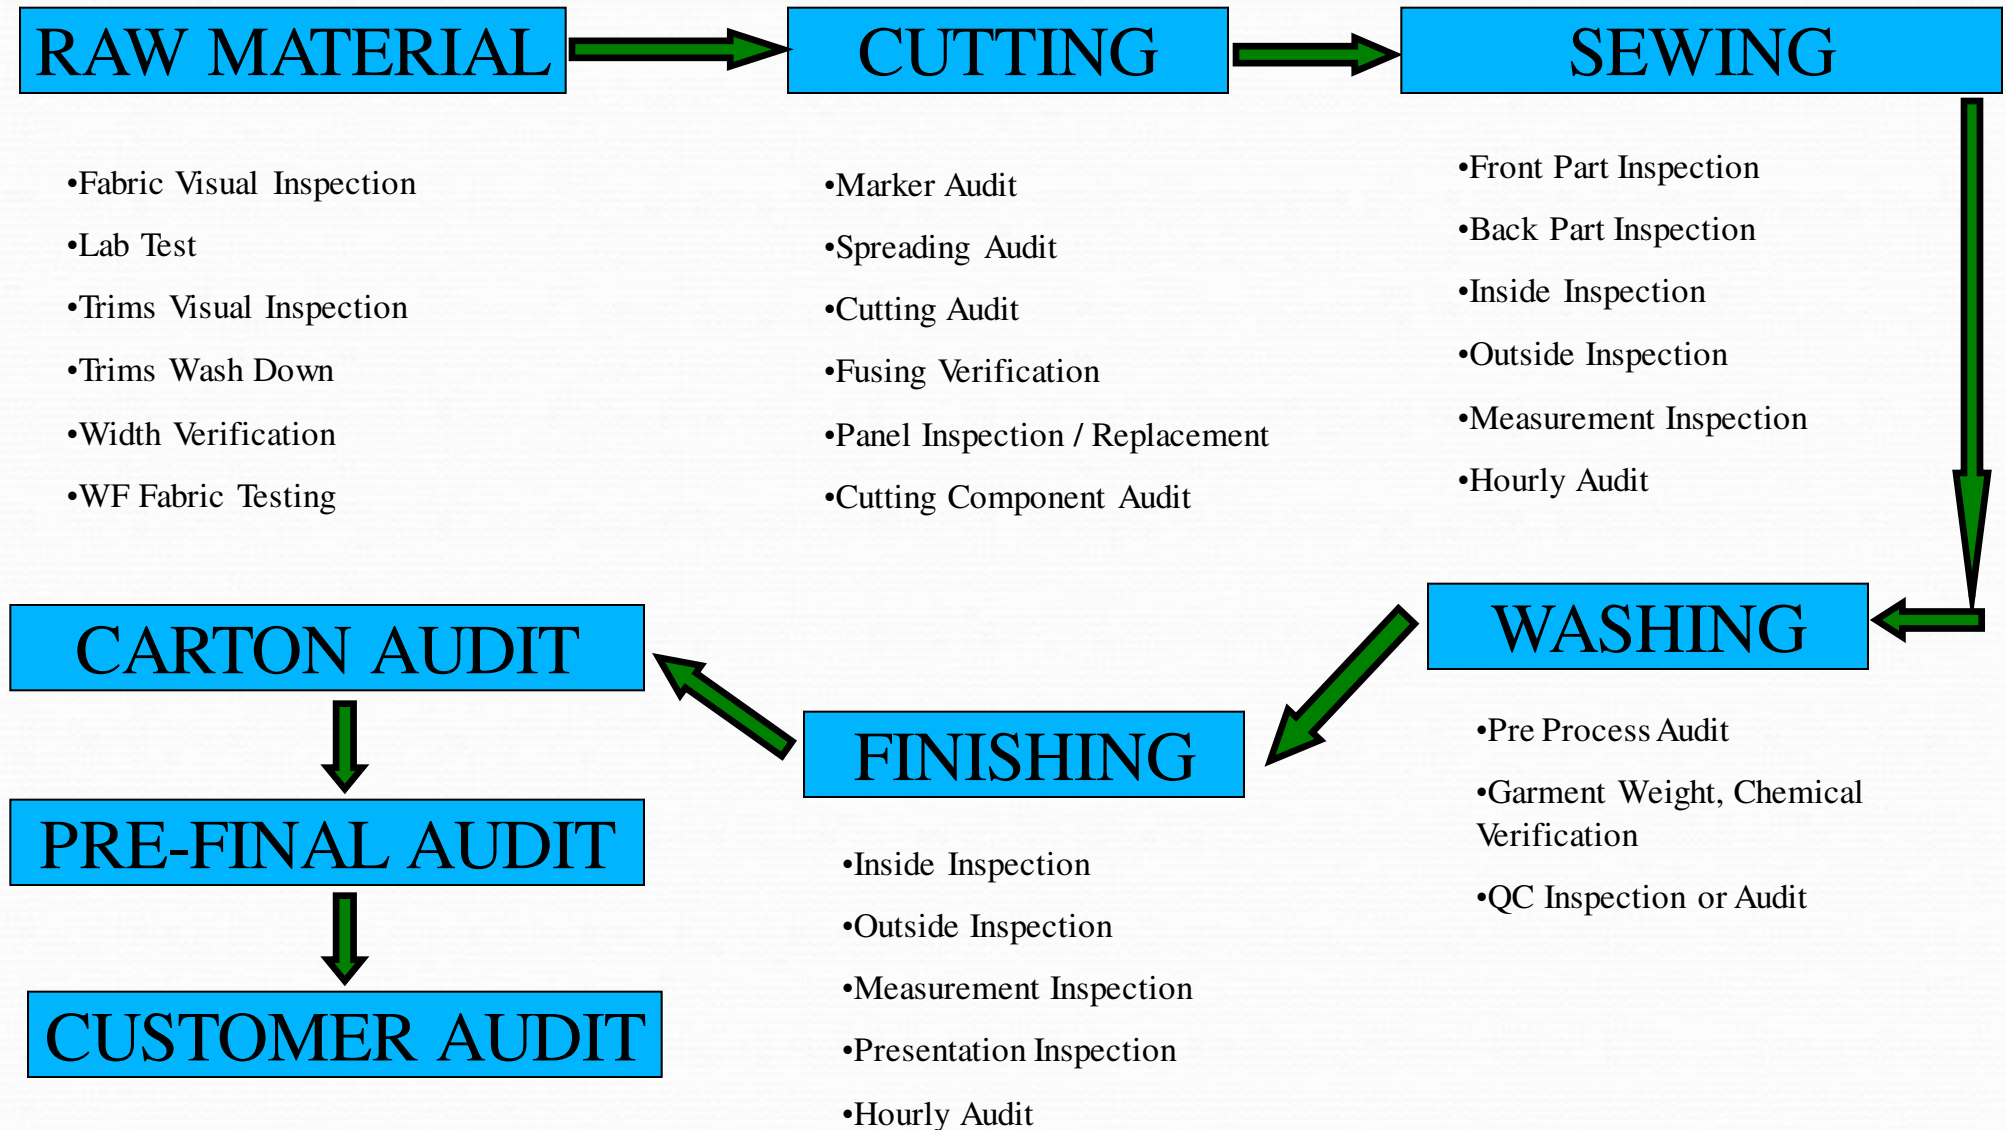 RAW MATERIAL
•Fabric Visual Inspection
•Lab Test
•Trims Visual Inspection
•Trims Wash Down
•Width Verification
•WF Fabric Testing
CUTTING
•Marker Audit
•Spreading Audit
•Cutting Audit
•Fusing Verification
•Panel Inspection / Replacement
•Cutting Component Audit
SEWING
•Front Part Inspection
•Back Part Inspection
•Inside Inspection
•Outside Inspection
•Measurement Inspection
•Hourly Audit
WASHING
•Pre Process Audit
•Garment Weight, Chemical
Verification
•QC Inspection or Audit
FINISHING
•Inside Inspection
•Outside Inspection
•Measurement Inspection
•Presentation Inspection
•Hourly Audit
CARTON AUDIT
PRE-FINAL AUDIT
CUSTOMER AUDIT